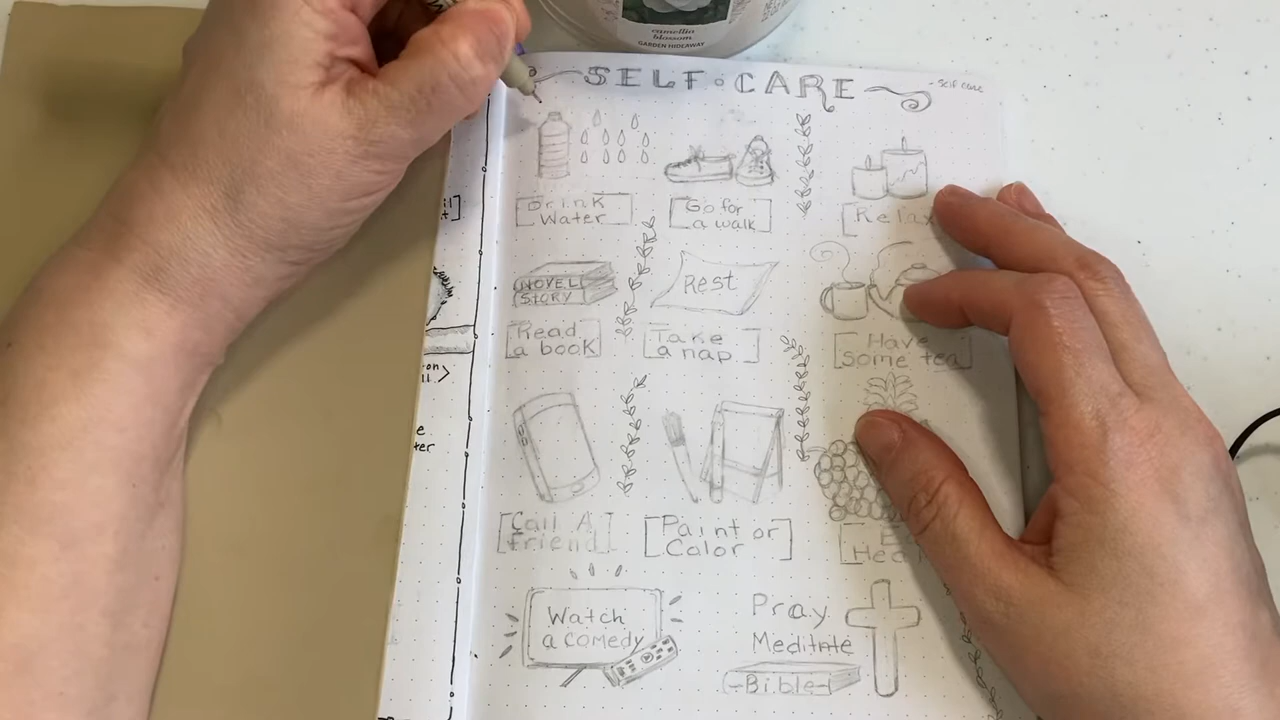 camellia
blossom
GARDEN HIDEAWAY
SELF·CARE
- self care
Drink
Water
Go for
a walk
Relax
NOVEL
STORY
Rest
Read
a book
Take
a nap
Have
some tea
Call A
friend
Paint or
Color
Watch
a comedy
Pray
Meditate
-Bible-